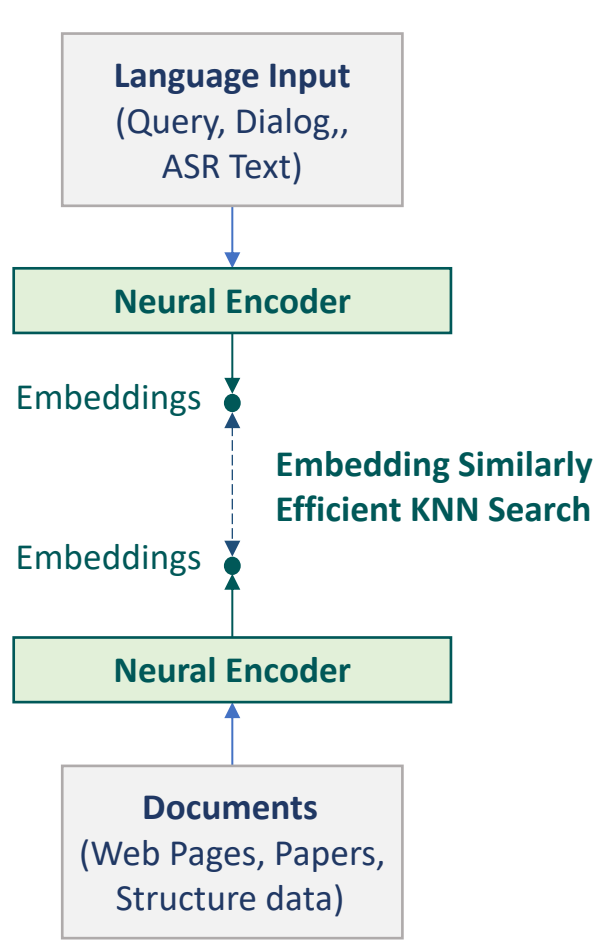 Language Input
(Query, Dialog,,
ASR Text)
Neural Encoder
Embeddings
Embedding Similarly
Efficient KNN Search
Embeddings
Neural Encoder
Documents
(Web Pages, Papers,
Structure data)